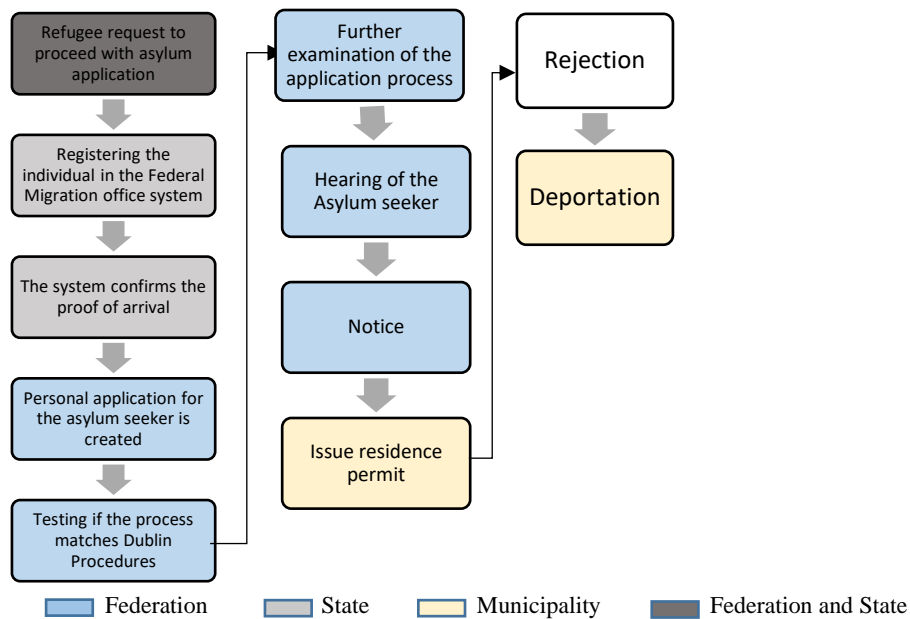 Refugee request to
proceed with asylum
application
Registering the
individual in the Federal
Migration office system
The system confirms the
proof of arrival
Personal application for
the asylum seeker is
created
Testing if the process
matches Dublin
Procedures
Further
examination of the
application process
Hearing of the
Asylum seeker
Notice
Issue residence
permit
Rejection
Deportation
Federation
State
Municipality
Federation and State